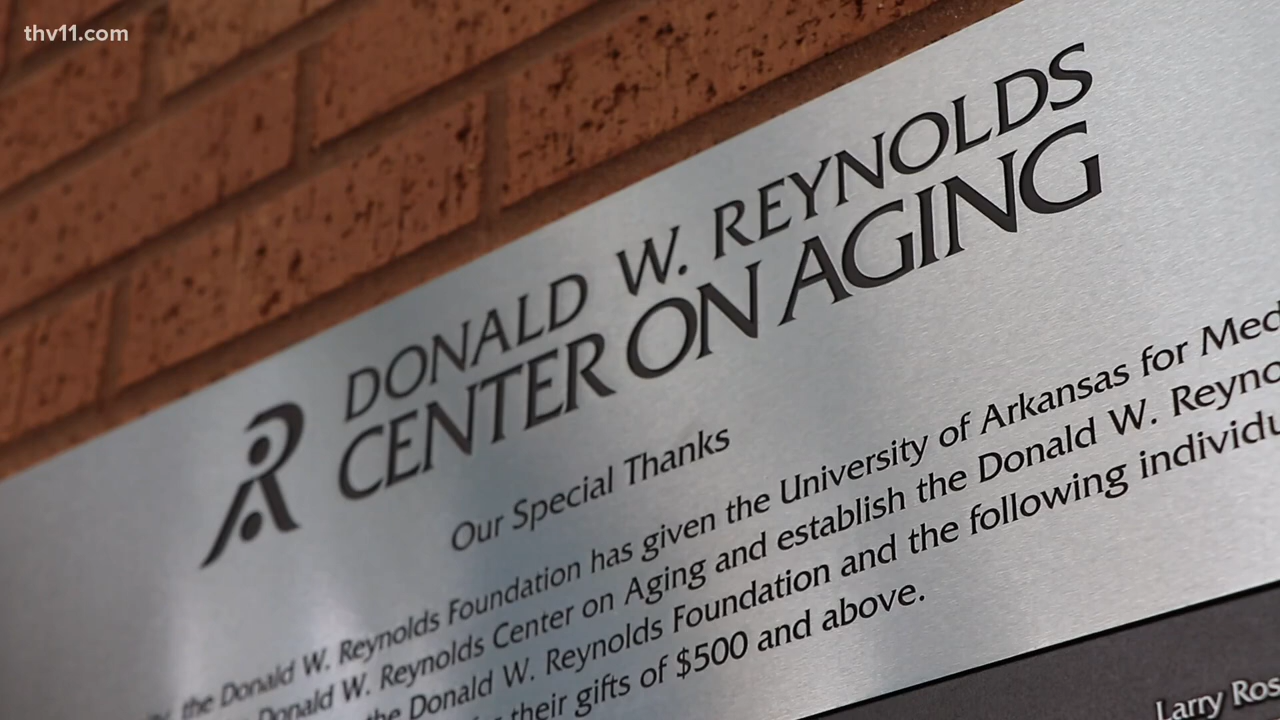 thv11.com
DONALD W. REYNOLDS
CENTER ON AGING
Our Special Thanks
the Donald W. Reynolds Foundation has given the University of Arkansas for Med
Donald W. Reynolds Center on Aging and establish the Donald W. Reyno
the Donald W. Reynolds Foundation and the following individu
their gifts of $500 and above.
Larry Ros